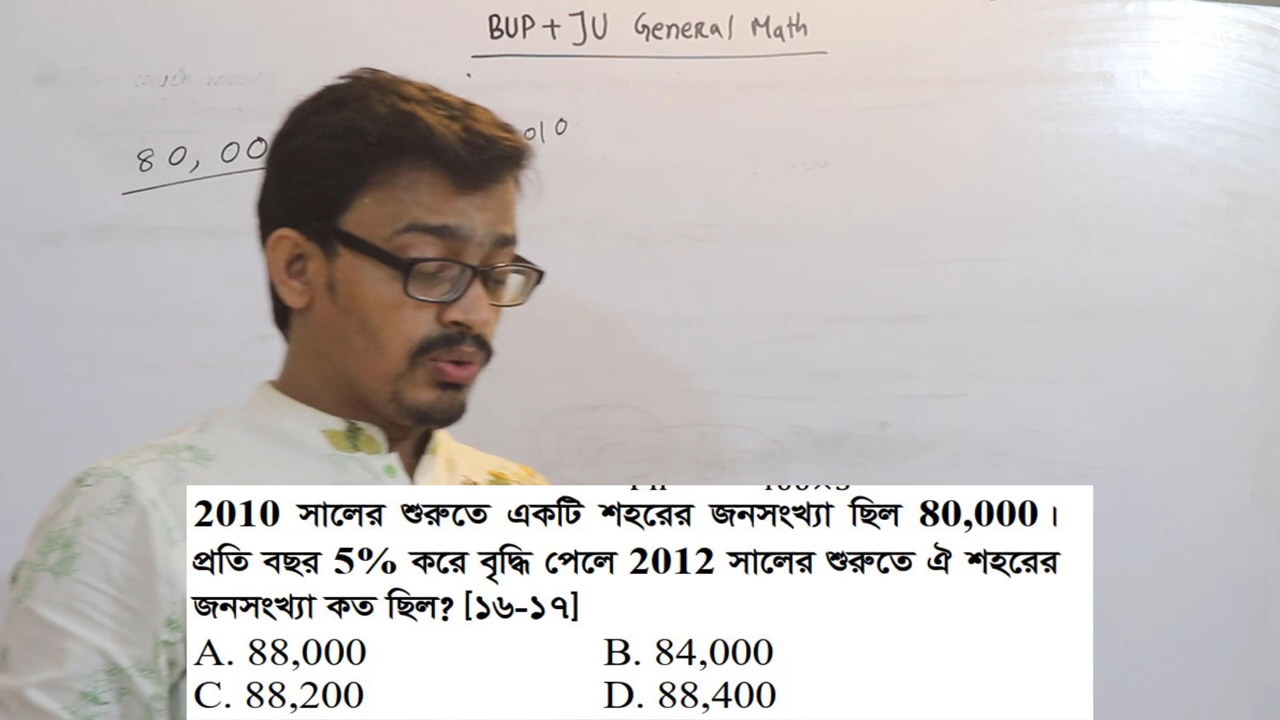 BUP + JU General Math
80, 00
010
2010 সালের শুরুতে একটি শহরের জনসংখ্যা ছিল 80,000।
প্রতি বছর 5% করে বৃদ্ধি পেলে 2012 সালের শুরুতে ঐ শহরের
জনসংখ্যা কত ছিল? [১৬-১৭]
A. 88,000 B. 84,000
C. 88,200 D. 88,400